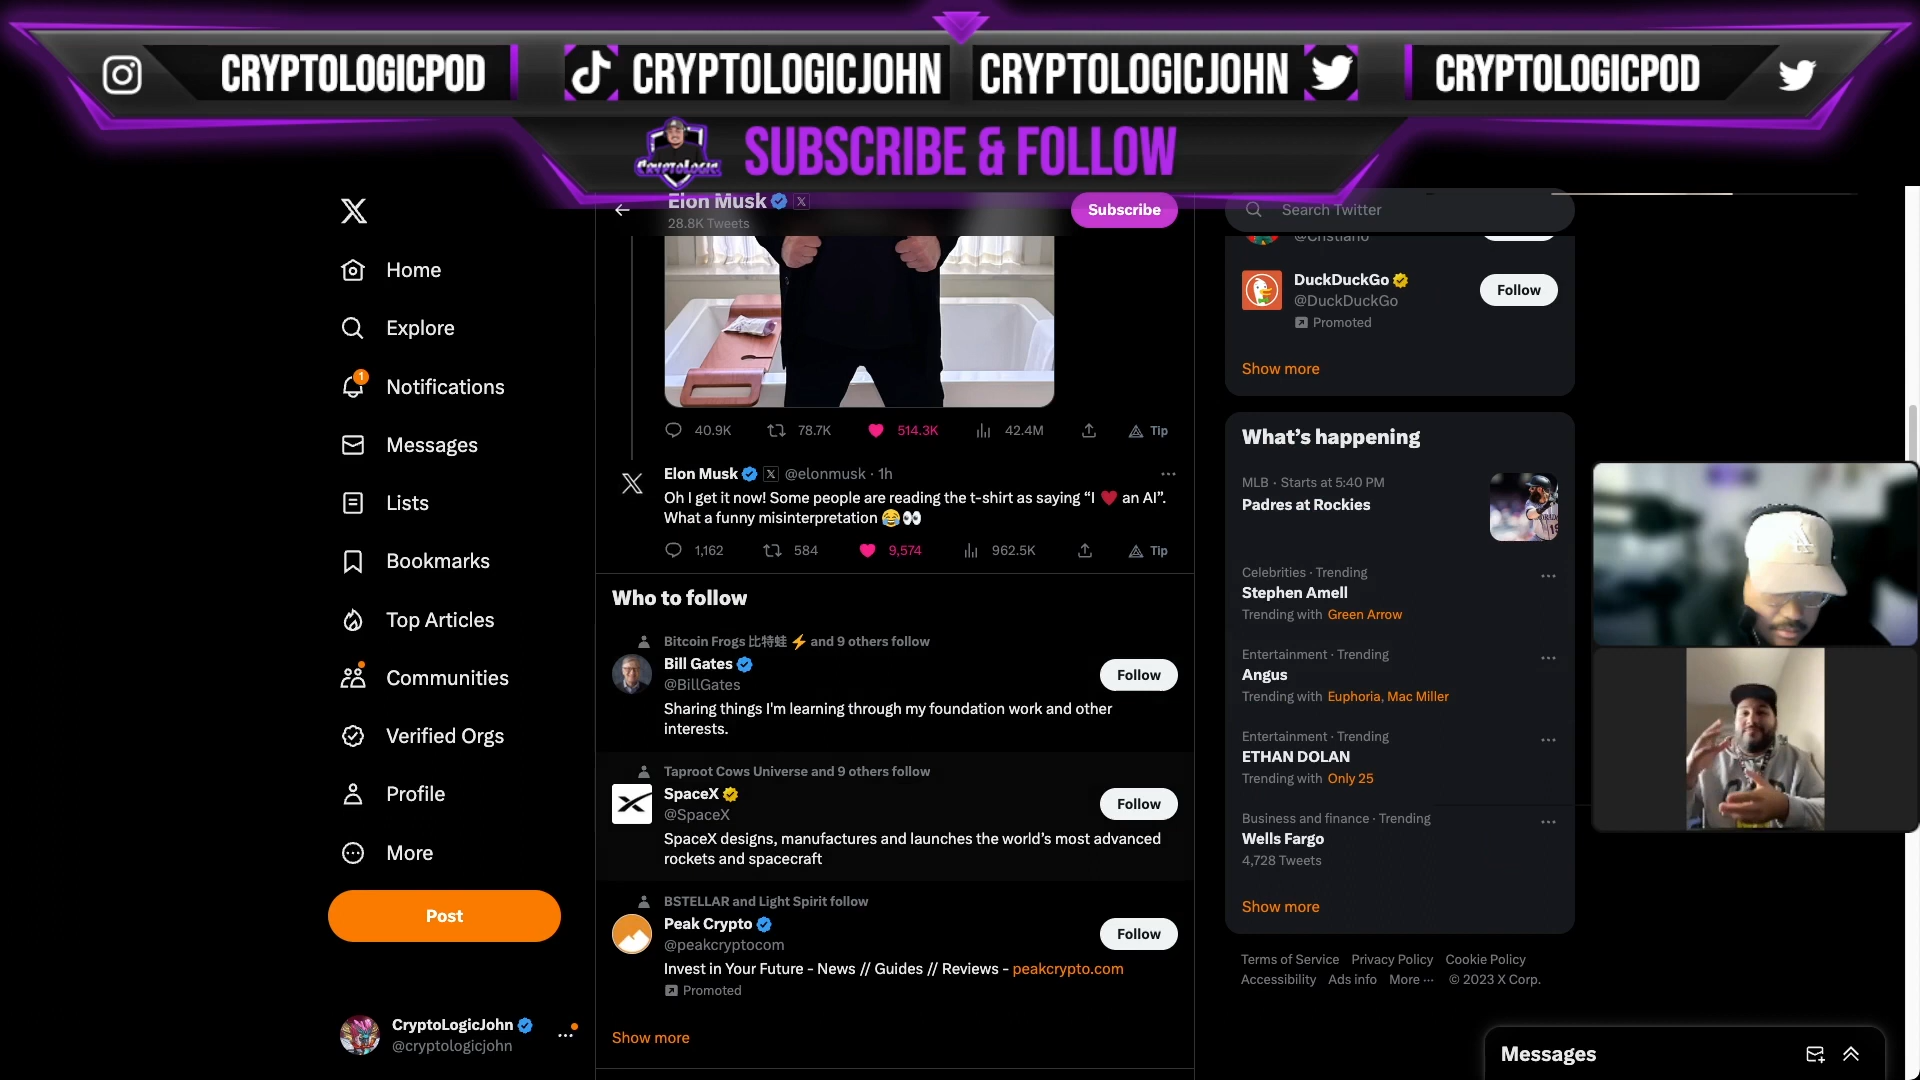 CRYPTOLOGICPOD
CRYPTOLOGICJOHN
CRYPTOLOGICJOHN
CRYPTOLOGICPOD
CRYPTOLOGIC
SUBSCRIBE & FOLLOW
Home
Explore
1
Notifications
Messages
Lists
Bookmarks
Top Articles
Communities
Verified Orgs
Profile
More
Post
CryptoLogicJohn
@cryptologicjohn
Elon Musk
28.8K Tweets
Subscribe
40.9K 78.7K 514.3K 42.4M Tip
Elon Musk @elonmusk · 1h
Oh I get it now! Some people are reading the t-shirt as saying “I ❤️ an AI”.
What a funny misinterpretation 😂👀
1,162 584 9,574 962.5K Tip
Who to follow
Bitcoin Frogs 比特蛙 ⚡ and 9 others follow
Bill Gates
@BillGates
Follow
Sharing things I'm learning through my foundation work and other
interests.
Taproot Cows Universe and 9 others follow
SpaceX
@SpaceX
Follow
SpaceX designs, manufactures and launches the world’s most advanced
rockets and spacecraft
BSTELLAR and Light Spirit follow
Peak Crypto
@peakcryptocom
Follow
Invest in Your Future - News // Guides // Reviews - peakcrypto.com
Promoted
Show more
Search Twitter
@Cristiano
DuckDuckGo
@DuckDuckGo
Follow
Promoted
Show more
What’s happening
MLB · Starts at 5:40 PM
Padres at Rockies
Celebrities · Trending
Stephen Amell
Trending with Green Arrow
Entertainment · Trending
Angus
Trending with Euphoria, Mac Miller
Entertainment · Trending
ETHAN DOLAN
Trending with Only 25
Business and finance · Trending
Wells Fargo
4,728 Tweets
Show more
Terms of Service Privacy Policy Cookie Policy
Accessibility Ads info More ··· © 2023 X Corp.
Messages